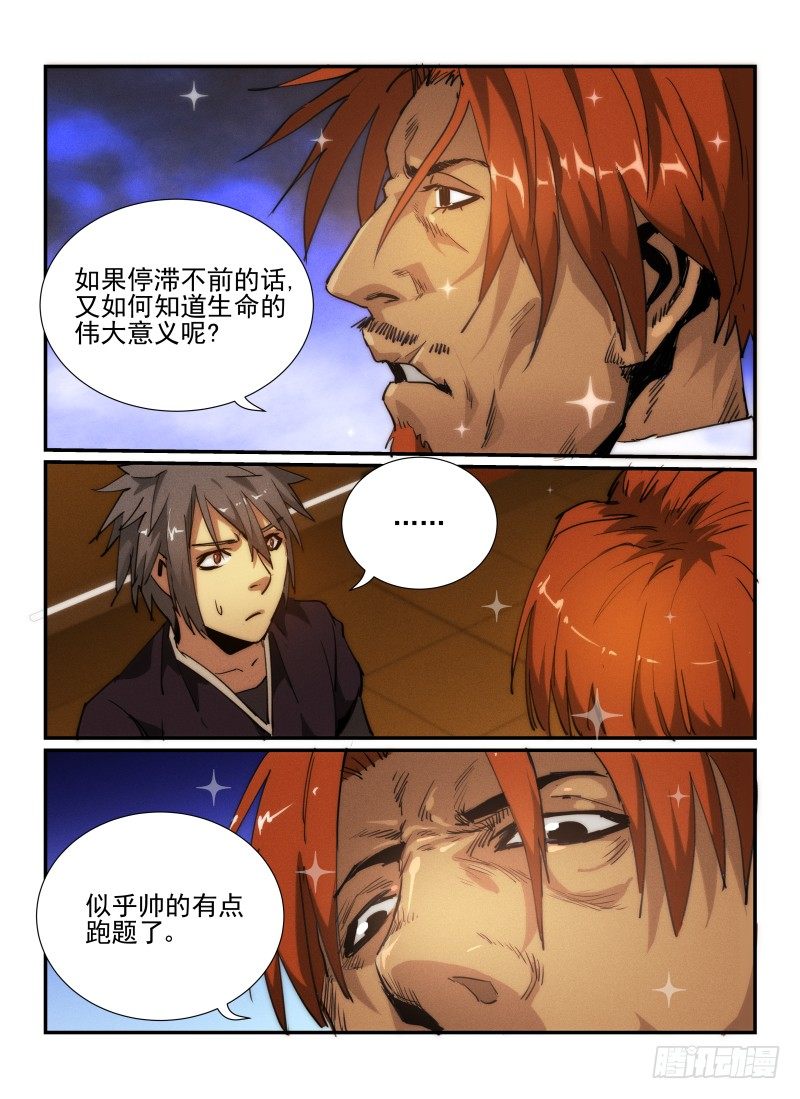 如果停滞不前的话,
又如何知道生命的
伟大意义呢?
……
似乎帅的有点
跑题了。
腾讯动漫